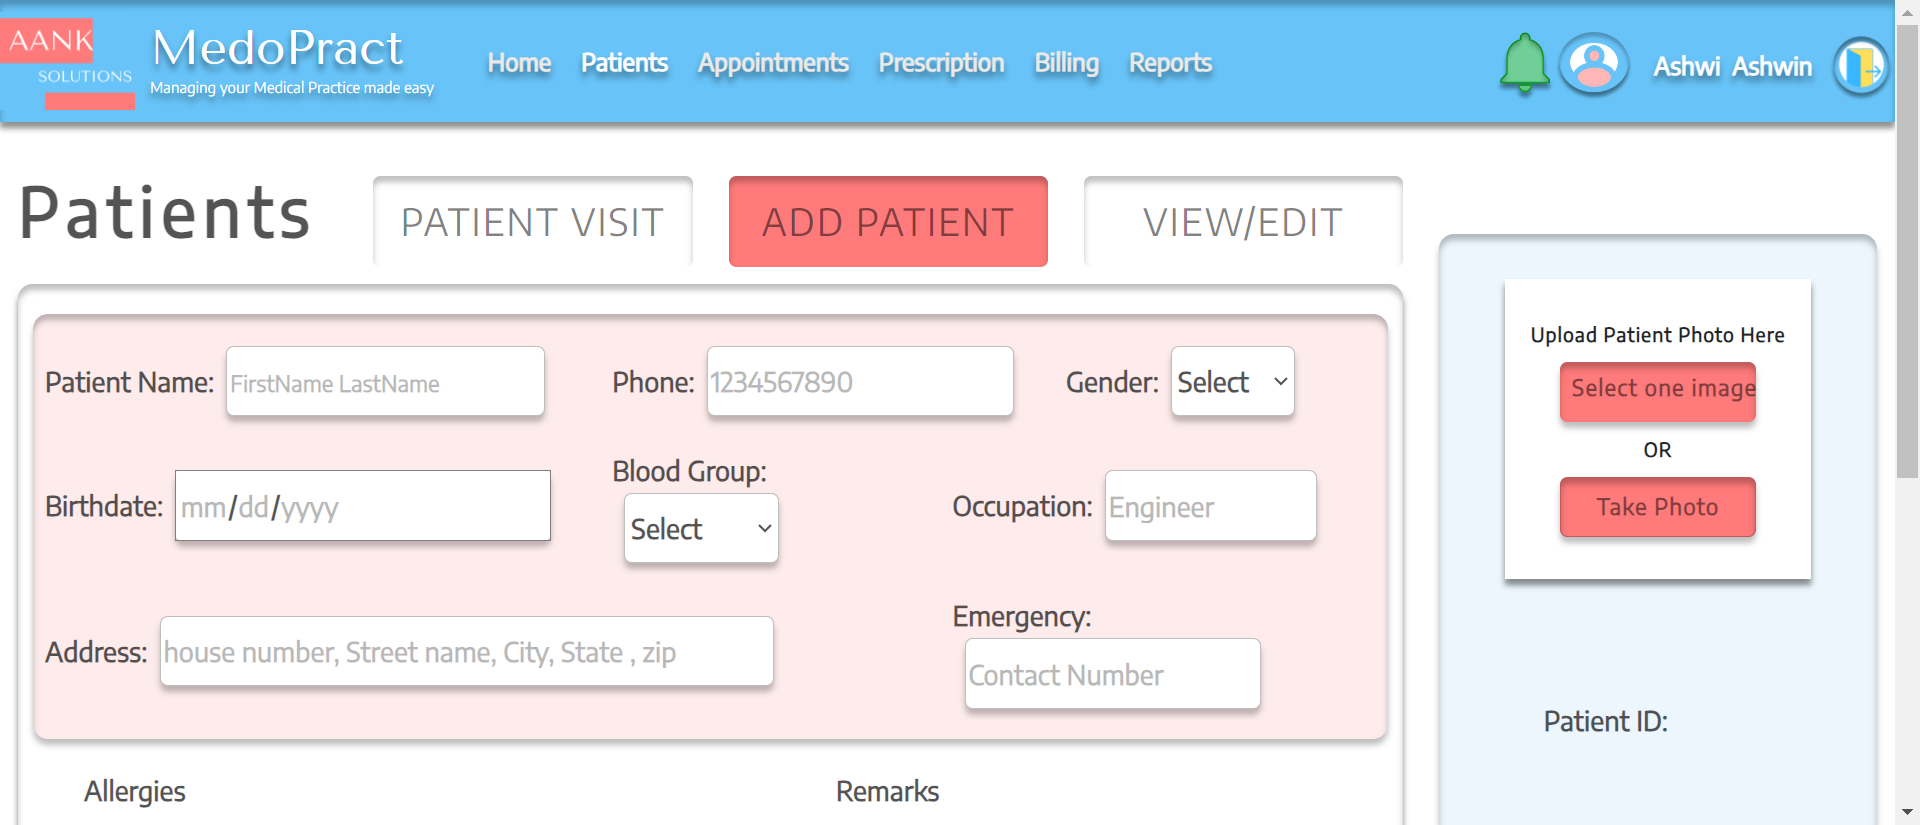 AANK
SOLUTIONS
MedoPract
Managing your Medical Practice made easy
Home Patients Appointments Prescription Billing Reports
Ashwi Ashwin
Patients
PATIENT VISIT
ADD PATIENT
VIEW/EDIT
Patient Name: FirstName LastName
Phone: 1234567890
Gender: Select
Birthdate: mm/dd/yyyy
Blood Group:
Select
Occupation: Engineer
Address: house number, Street name, City, State , zip
Emergency:
Contact Number
Allergies
Remarks
Upload Patient Photo Here
Select one image
OR
Take Photo
Patient ID: